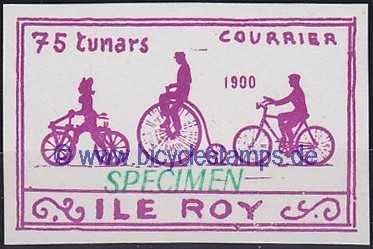 75 tunars COURRIER
1900
© www.bicyclestamps.de
SPECIMEN
ILE ROY